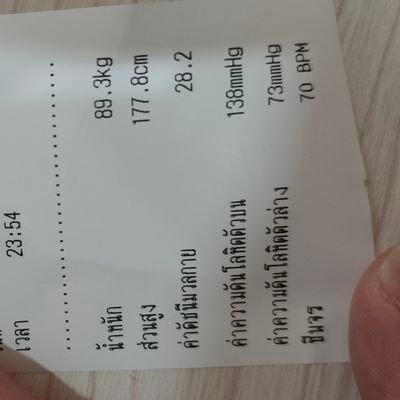 เวลา 23:54
น้ำหนัก 89.3kg
ส่วนสูง 177.8cm
ค่าดัชนีมวลกาย 28.2
ค่าความดันโลหิตตัวบน 138mmHg
ค่าความดันโลหิตตัวล่าง 73mmHg
ชีพจร 70 BPM